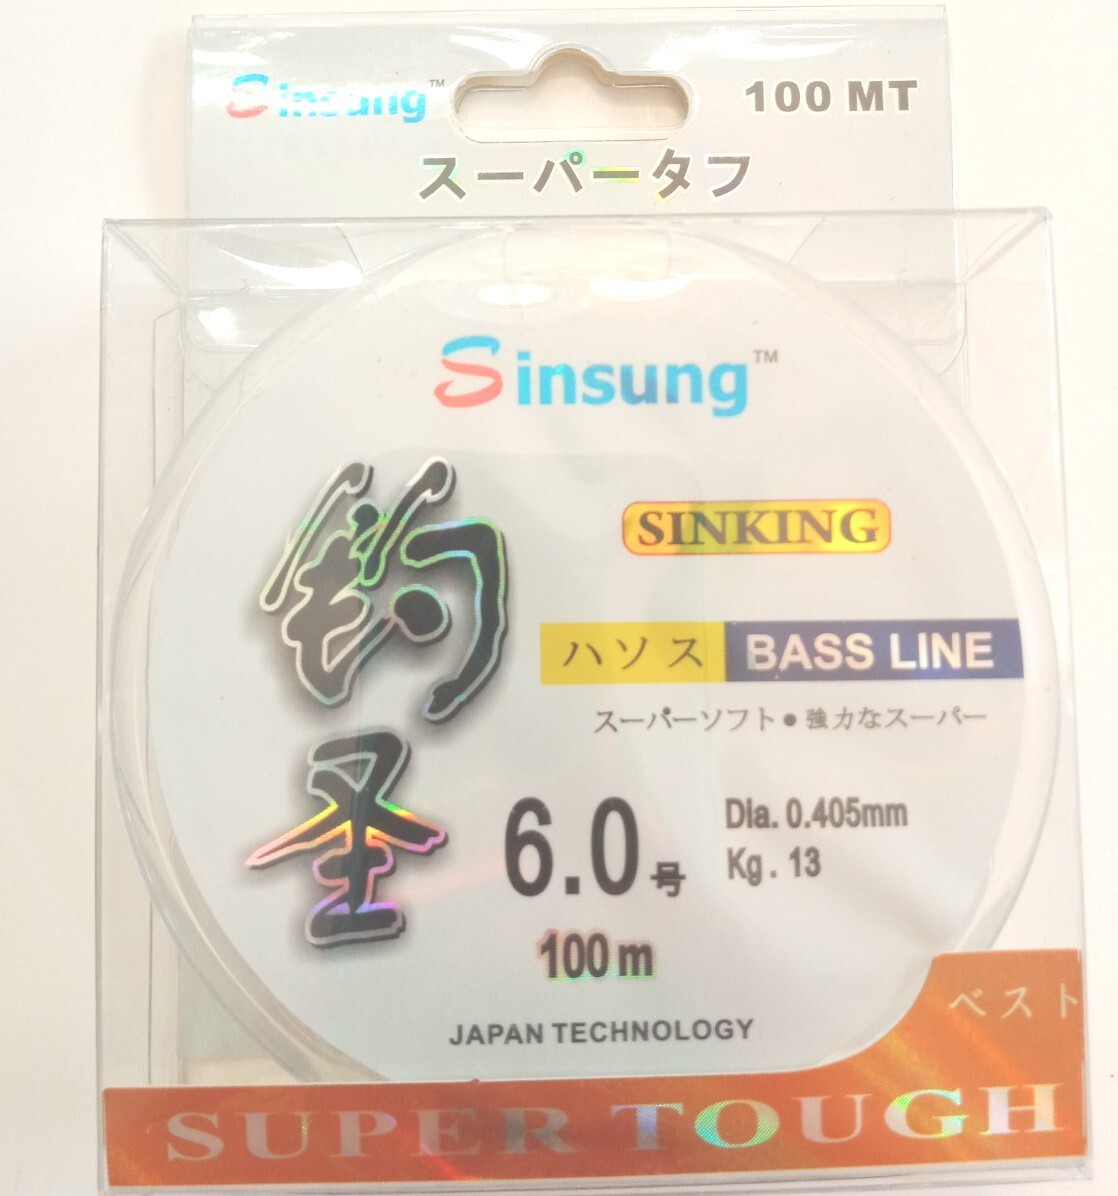 Sinsung™
100 MT
スーパータフ
Sinsung™
釣圣
SINKING
ハソス BASS LINE
スーパーソフト●強力なスーパー
6.0号
Dia. 0.405mm
Kg. 13
100m
JAPAN TECHNOLOGY
ベスト
SUPER TOUGH